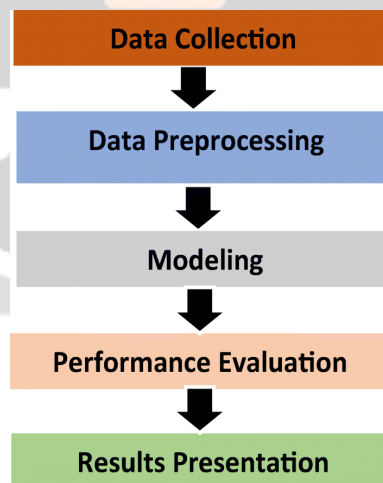 Data Collection
Data Preprocessing
Modeling
Performance Evaluation
Results Presentation